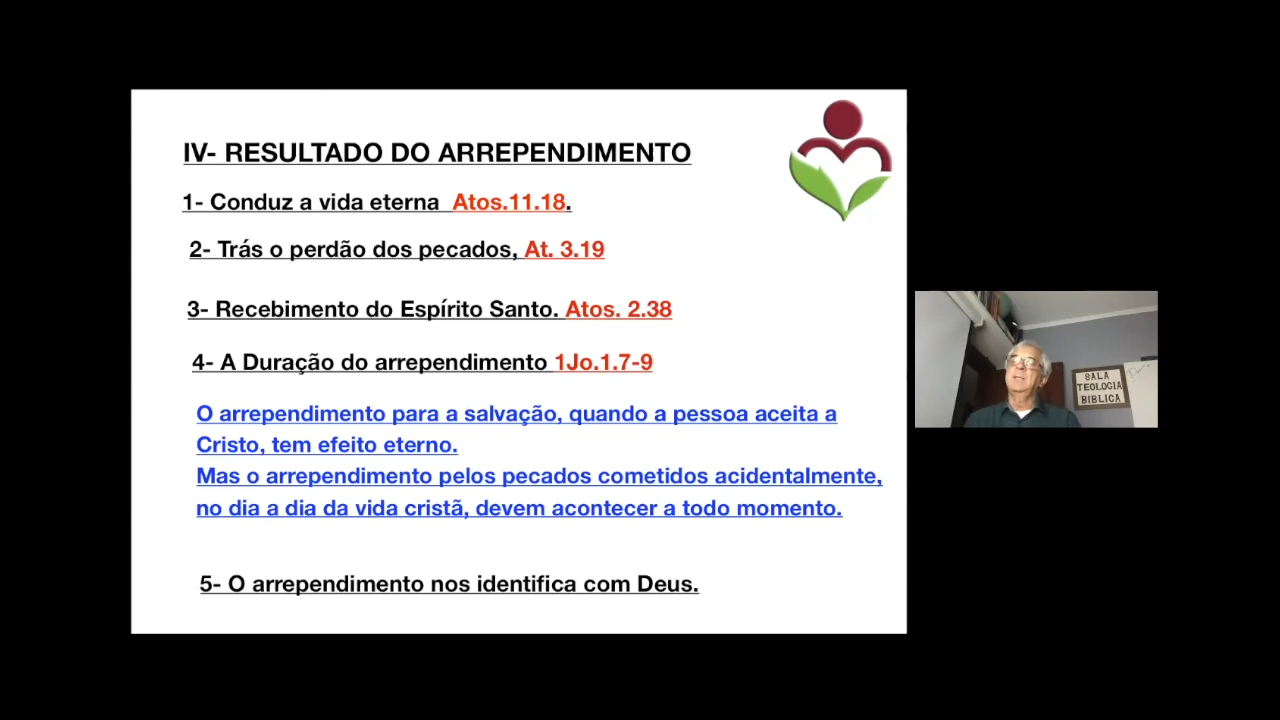 IV- RESULTADO DO ARREPENDIMENTO
1- Conduz a vida eterna Atos.11.18.
2- Trás o perdão dos pecados, At. 3.19
3- Recebimento do Espírito Santo. Atos. 2.38
4- A Duração do arrependimento 1Jo.1.7-9
O arrependimento para a salvação, quando a pessoa aceita a
Cristo, tem efeito eterno.
Mas o arrependimento pelos pecados cometidos acidentalmente,
no dia a dia da vida cristã, devem acontecer a todo momento.
5- O arrependimento nos identifica com Deus.
SALA
TEOLOGIA
BIBLICA